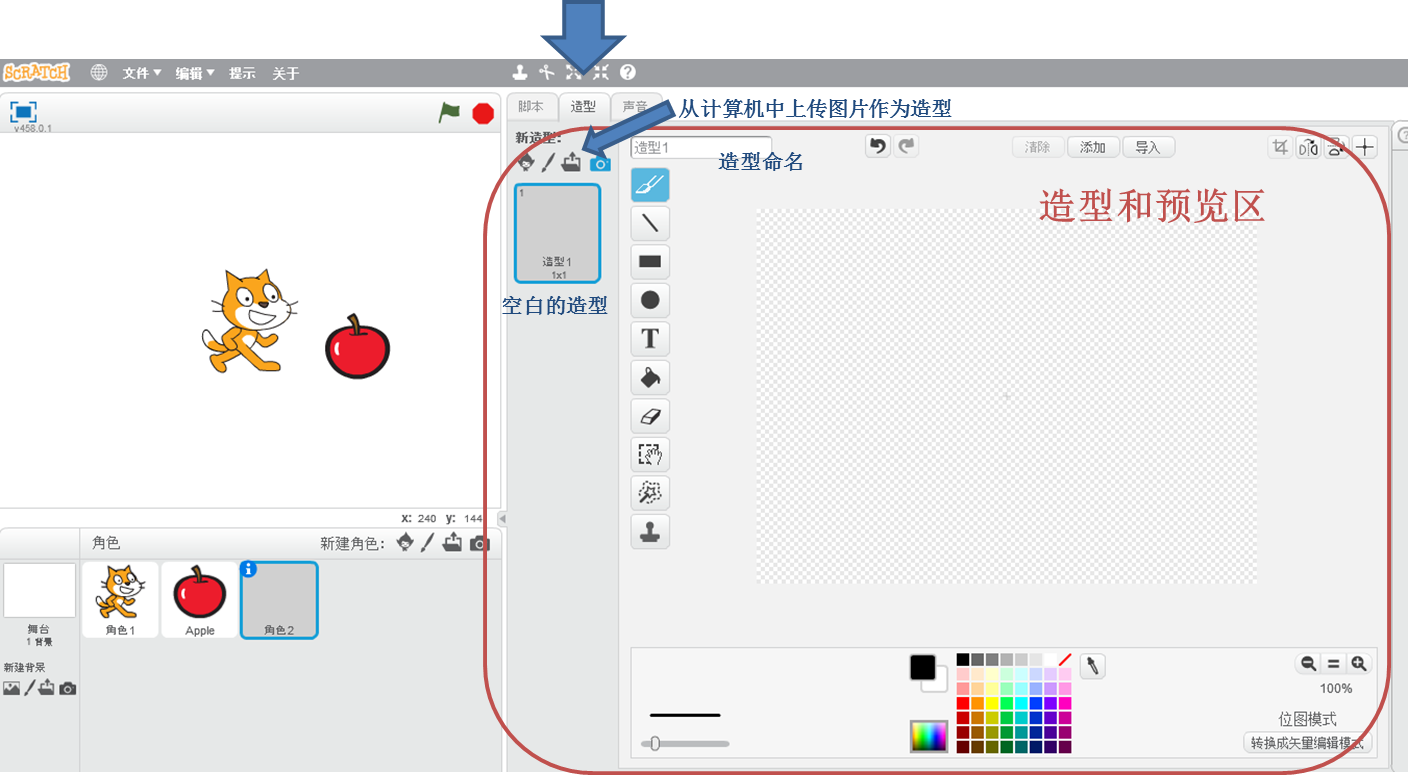 SCRATCH 文件 编辑 提示 关于
v458.0.1
脚本 造型 声音
从计算机中上传图片作为造型
新造型：
造型1
清除 添加 导入
造型命名
造型和预览区
1
造型1
1x1
空白的造型
T
x: 240 y: 144
角色 新建角色：
角色1 Apple 角色2
舞台
1 背景
新建背景
100%
位图模式
转换成矢量编辑模式